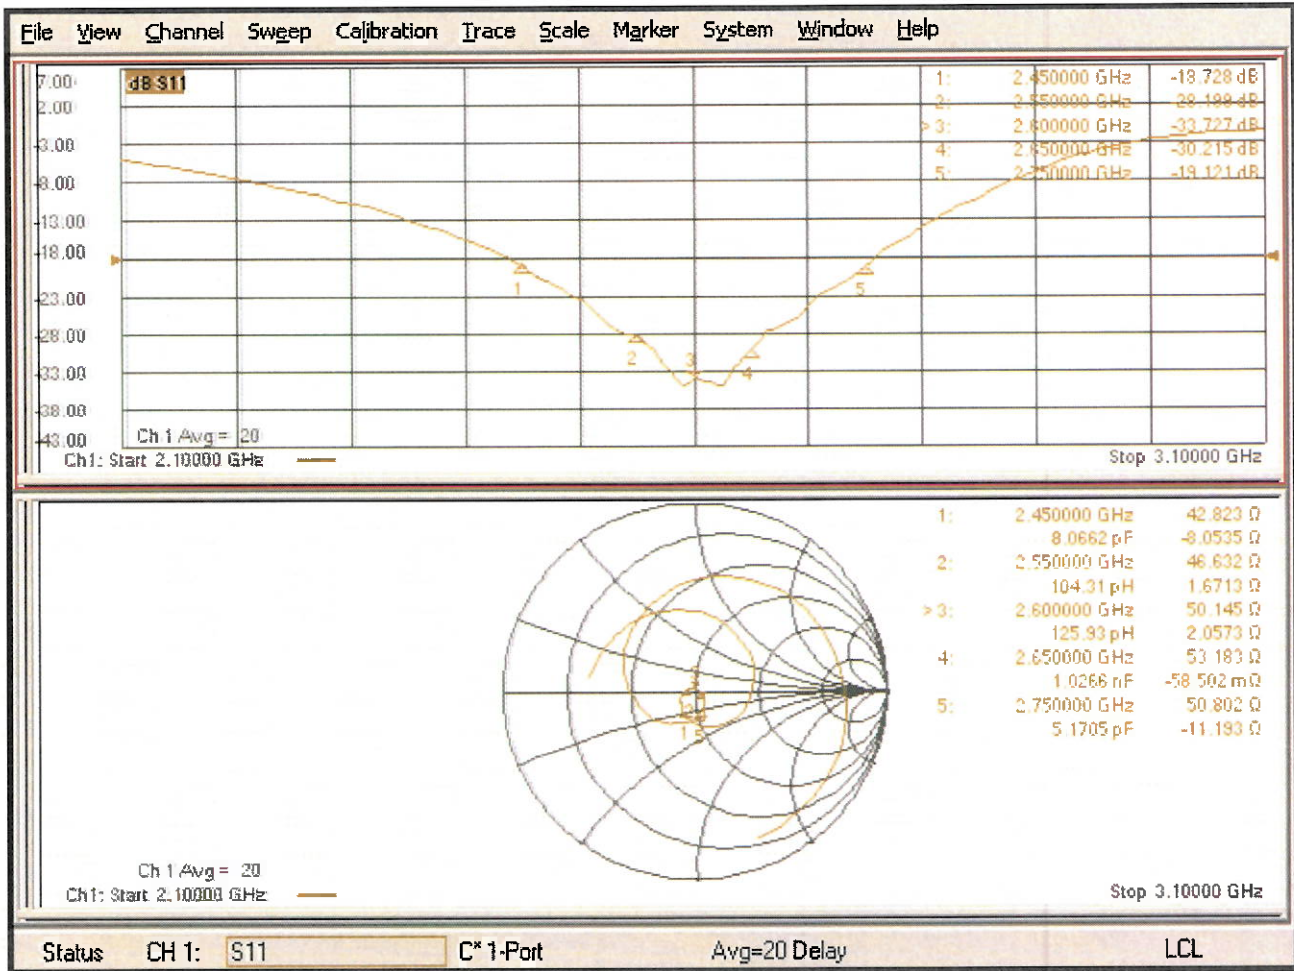 File View Channel Sweep Calibration Trace Scale Marker System Window Help
7.00
dB S11
2.00
-3.00
-8.00
-13.00
-18.00
-23.00
-28.00
-33.00
-38.00
-43.00
1: 2.450000 GHz -18.728 dB
2: 2.550000 GHz -28.188 dB
> 3: 2.600000 GHz -33.727 dB
4: 2.650000 GHz -30.215 dB
5: 2.750000 GHz -19.121 dB
1
2
3
4
5
Ch 1 Avg = 20
Ch1: Start 2.10000 GHz
Stop 3.10000 GHz
1: 2.450000 GHz 42.823 Ω
8.0662 pF -8.0535 Ω
2: 2.550000 GHz 46.632 Ω
104.31 pH 1.6713 Ω
> 3: 2.600000 GHz 50.145 Ω
125.93 pH 2.0573 Ω
4: 2.650000 GHz 53.183 Ω
1.0266 nF -58.502 mΩ
5: 2.750000 GHz 50.802 Ω
5.1705 pF -11.193 Ω
1
5
Ch 1 Avg = 20
Ch1: Start 2.10000 GHz
Stop 3.10000 GHz
Status CH 1: S11 C* 1-Port Avg=20 Delay LCL